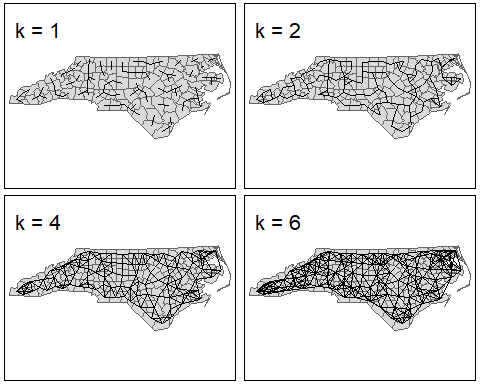 k = 1
k = 2
k = 4
k = 6